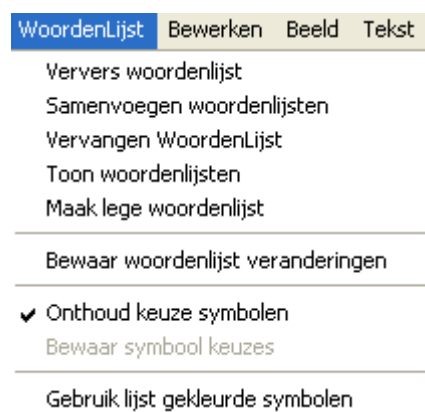 WoordenLijst Bewerken Beeld Tekst
Ververs woordenlijst
Samenvoegen woordenlijsten
Vervangen WoordenLijst
Toon woordenlijsten
Maak lege woordenlijst
Bewaar woordenlijst veranderingen
Onthoud keuze symbolen
Bewaar symbool keuzes
Gebruik lijst gekleurde symbolen